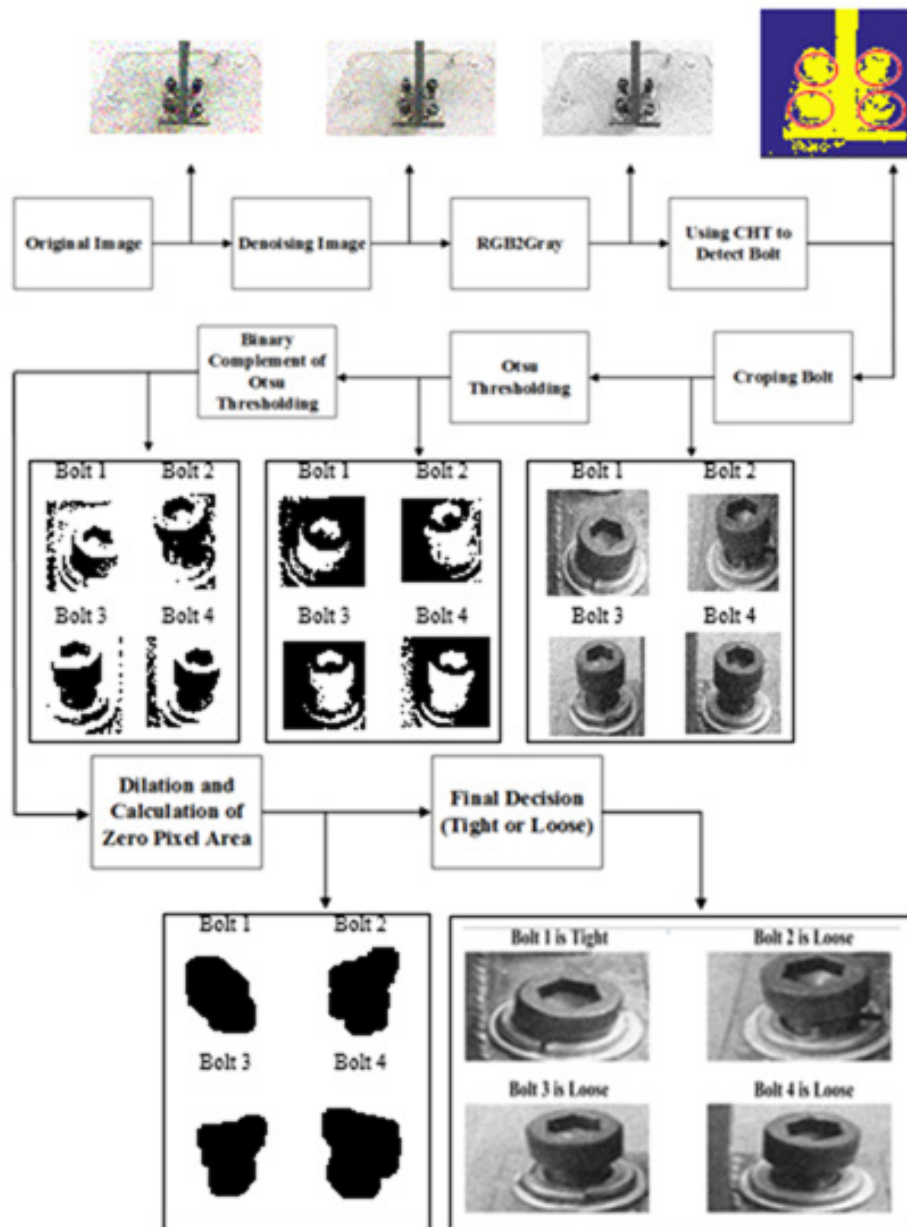 Original Image
Denoising Image
RGB2Gray
Using CHT to
Detect Bolt
Binary
Complement of
Otsu
Thresholding
Otsu
Thresholding
Croping Bolt
Bolt 1
Bolt 2
Bolt 3
Bolt 4
Bolt 1
Bolt 2
Bolt 3
Bolt 4
Bolt 1
Bolt 2
Bolt 3
Bolt 4
Dilation and
Calculation of
Zero Pixel Area
Final Decision
(Tight or Loose)
Bolt 1
Bolt 2
Bolt 3
Bolt 4
Bolt 1 is Tight
Bolt 2 is Loose
Bolt 3 is Loose
Bolt 4 is Loose